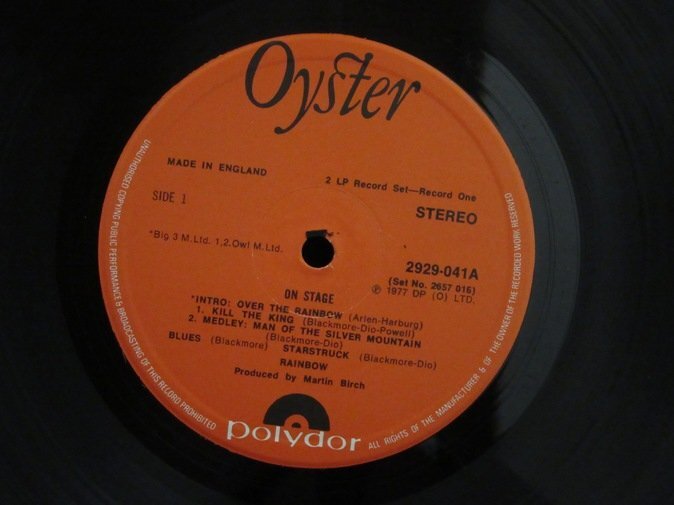 Oyster
MADE IN ENGLAND
2 LP Record Set—Record One
SIDE 1
STEREO
*Big 3 M.Ltd. 1,2.Owl M.Ltd.
2929-041A
(Set No. 2657 016)
℗ 1977 DP (O) LTD.
ON STAGE
*INTRO: OVER THE RAINBOW (Arlen-Harburg)
1. KILL THE KING (Blackmore-Dio-Powell)
2. MEDLEY: MAN OF THE SILVER MOUNTAIN
(Blackmore-Dio)
BLUES (Blackmore) STARSTRUCK (Blackmore-Dio)
RAINBOW
Produced by Martin Birch
polydor
UNAUTHORISED COPYING PUBLIC PERFORMANCE & BROADCASTING OF THIS RECORD PROHIBITED
ALL RIGHTS OF THE MANUFACTURER & OF THE OWNER OF THE RECORDED WORK RESERVED